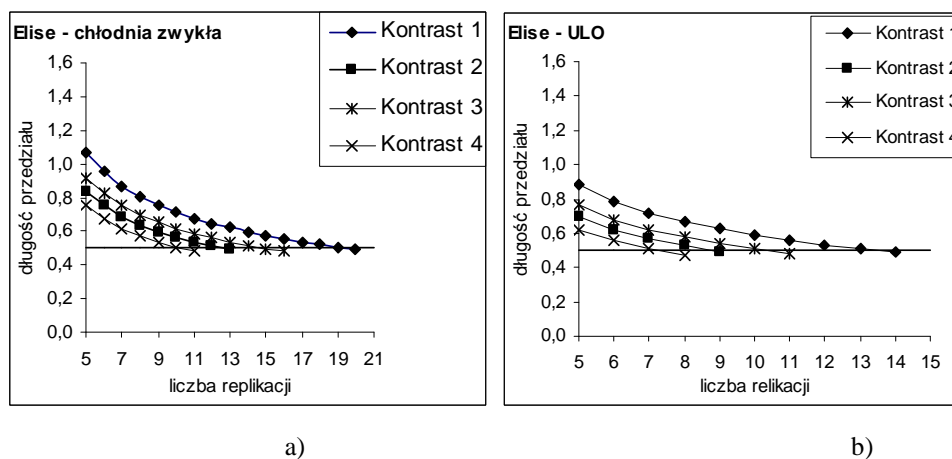 Elise - chłodnia zwykła
Kontrast 1
Kontrast 2
Kontrast 3
Kontrast 4
długość przedziału
1,6
1,4
1,2
1,0
0,8
0,6
0,4
0,2
0,0
5 7 9 11 13 15 17 19 21
liczba replikacji
a)
Elise - ULO
Kontrast 1
Kontrast 2
Kontrast 3
Kontrast 4
długość przedziału
1,6
1,4
1,2
1,0
0,8
0,6
0,4
0,2
0,0
5 6 7 8 9 10 11 12 13 14 15
liczba relikacji
b)